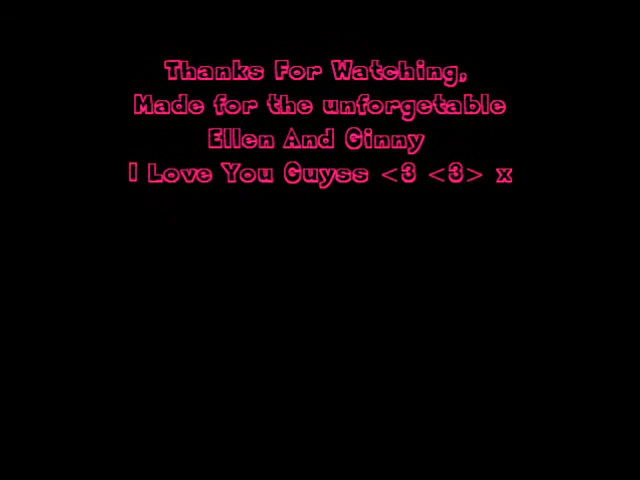 Thanks For Watching,
Made for the unforgetable
Ellen And Ginny
I Love You Guyss <3 <3> x